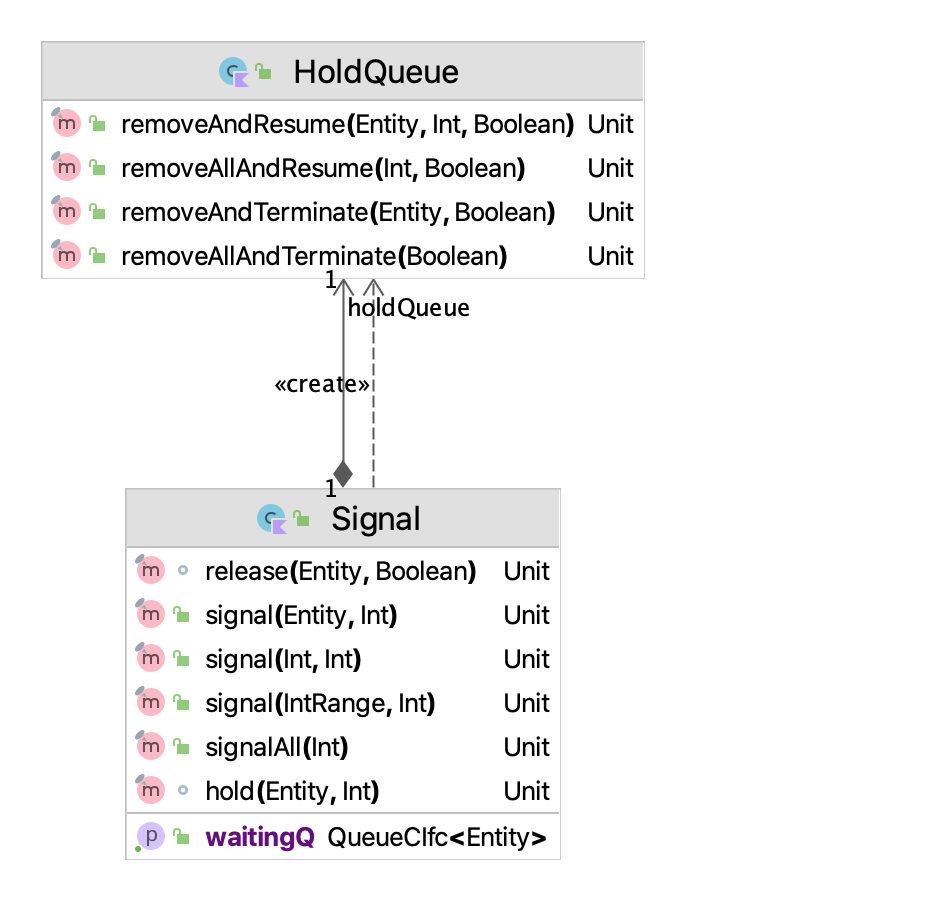 HoldQueue
removeAndResume(Entity, Int, Boolean) Unit
removeAllAndResume(Int, Boolean) Unit
removeAndTerminate(Entity, Boolean) Unit
removeAllAndTerminate(Boolean) Unit
1
holdQueue
«create»
1
Signal
release(Entity, Boolean) Unit
signal(Entity, Int) Unit
signal(Int, Int) Unit
signal(IntRange, Int) Unit
signalAll(Int) Unit
hold(Entity, Int) Unit
waitingQ QueueCIfc<Entity>